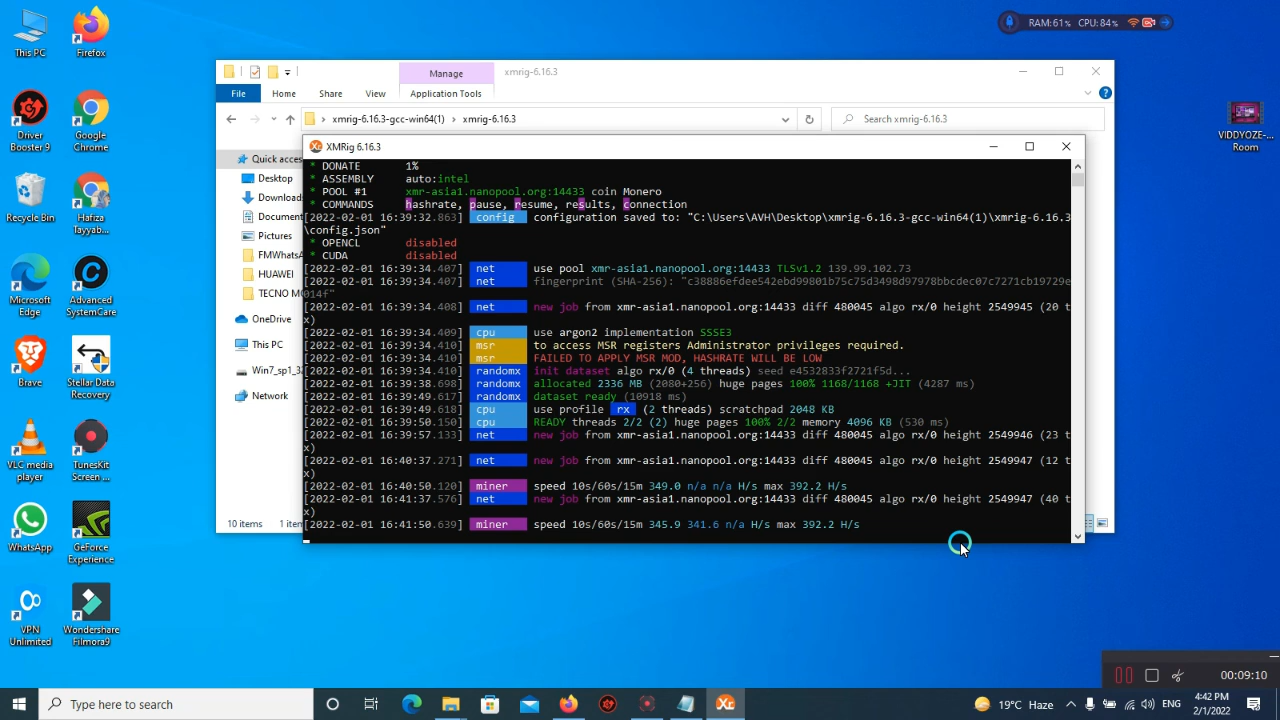 This PC
Firefox
Driver
Booster 9
Google
Chrome
Recycle Bin
Hafiza
Tayyab...
Microsoft
Edge
Advanced
SystemCare
Brave
Stellar Data
Recovery
VLC media
player
TunesKit
Screen ...
WhatsApp
GeForce
Experience
VPN
Unlimited
Wondershare
Filmora9
RAM:61% CPU:84%
VIDDYOZE-...
Room
Manage
xmrig-6.16.3
File
Home
Share
View
Application Tools
xmrig-6.16.3-gcc-win64(1) > xmrig-6.16.3
Search xmrig-6.16.3
Quick acces
Desktop
Download
Document
Pictures
FMWhatsA
HUAWEI
TECNO M
OneDrive
This PC
Win7_sp1_3
Network
10 items
1 item
XMRig 6.16.3
* DONATE 1%
* ASSEMBLY auto:intel
* POOL #1 xmr-asia1.nanopool.org:14433 coin Monero
* COMMANDS hashrate, pause, resume, results, connection
[2022-02-01 16:39:32.863] config configuration saved to: "C:\Users\AVH\Desktop\xmrig-6.16.3-gcc-win64(1)\xmrig-6.16.3
\config.json"
* OPENCL disabled
* CUDA disabled
[2022-02-01 16:39:34.407] net use pool xmr-asia1.nanopool.org:14433 TLSv1.2 139.99.102.73
[2022-02-01 16:39:34.407] net fingerprint (SHA-256): "c38886efdee542ebd99801b75c75d3498d97978bbcdec07c7271cb19729e
014f"
[2022-02-01 16:39:34.408] net new job from xmr-asia1.nanopool.org:14433 diff 480045 algo rx/0 height 2549945 (20 t
x)
[2022-02-01 16:39:34.409] cpu use argon2 implementation SSSE3
[2022-02-01 16:39:34.410] msr to access MSR registers Administrator privileges required.
[2022-02-01 16:39:34.410] msr FAILED TO APPLY MSR MOD, HASHRATE WILL BE LOW
[2022-02-01 16:39:34.410] randomx init dataset algo rx/0 (4 threads) seed e4532833f2721f5d...
[2022-02-01 16:39:38.698] randomx allocated 2336 MB (2080+256) huge pages 100% 1168/1168 +JIT (4287 ms)
[2022-02-01 16:39:49.617] randomx dataset ready (10918 ms)
[2022-02-01 16:39:49.618] cpu use profile rx (2 threads) scratchpad 2048 KB
[2022-02-01 16:39:50.150] cpu READY threads 2/2 (2) huge pages 100% 2/2 memory 4096 KB (530 ms)
[2022-02-01 16:39:57.133] net new job from xmr-asia1.nanopool.org:14433 diff 480045 algo rx/0 height 2549946 (23 t
x)
[2022-02-01 16:40:37.271] net new job from xmr-asia1.nanopool.org:14433 diff 480045 algo rx/0 height 2549947 (12 t
x)
[2022-02-01 16:40:50.120] miner speed 10s/60s/15m 349.0 n/a n/a H/s max 392.2 H/s
[2022-02-01 16:41:37.576] net new job from xmr-asia1.nanopool.org:14433 diff 480045 algo rx/0 height 2549947 (40 t
x)
[2022-02-01 16:41:50.639] miner speed 10s/60s/15m 345.9 341.6 n/a H/s max 392.2 H/s
00:09:10
Type here to search
19°C Haze
ENG
4:42 PM
2/1/2022